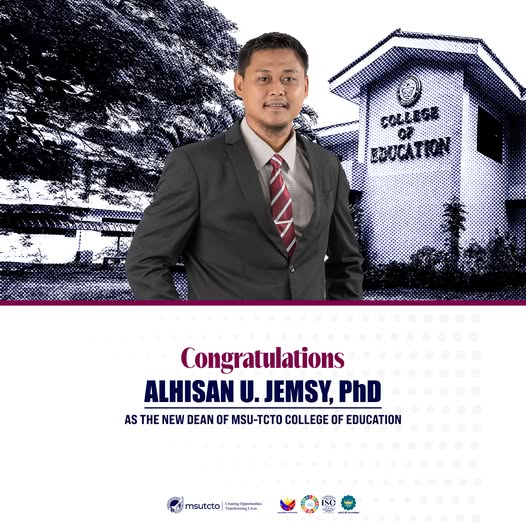 COLLEGE
OF
EDUCATION
Congratulations
ALHISAN U. JEMSY, PhD
AS THE NEW DEAN OF MSU-TCTO COLLEGE OF EDUCATION
msutcto
Creating Opportunities
Transforming Lives
ISO